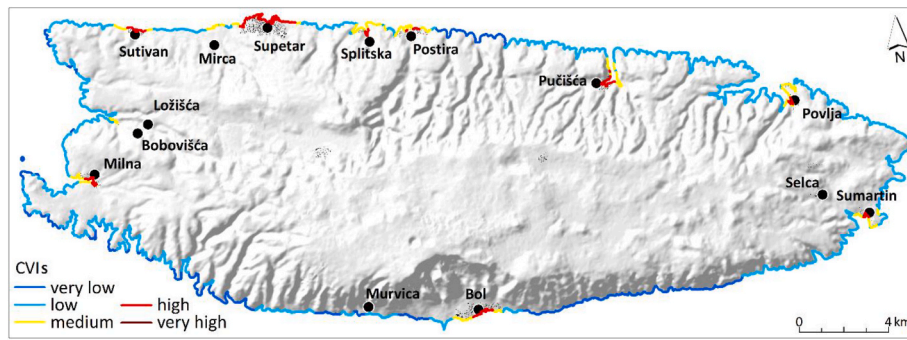 N
Sutivan
Mirca
Supetar
Splitska
Postira
Pučišća
Povlja
Ložišća
Bobovišća
Milna
Selca
Sumartin
Murvica
Bol
CVIs
very low
low
high
medium
very high
0 4 km